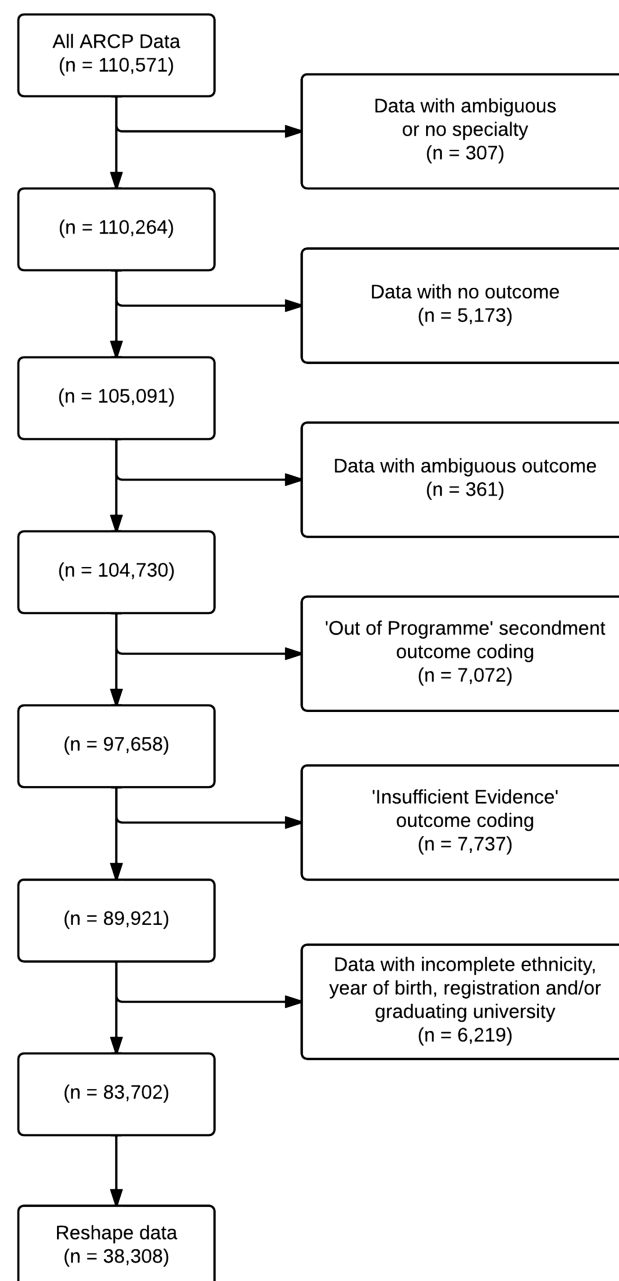 All ARCP Data
(n = 110,571)
Data with ambiguous
or no specialty
(n = 307)
(n = 110,264)
Data with no outcome
(n = 5,173)
(n = 105,091)
Data with ambiguous outcome
(n = 361)
(n = 104,730)
'Out of Programme' secondment
outcome coding
(n = 7,072)
(n = 97,658)
'Insufficient Evidence'
outcome coding
(n = 7,737)
(n = 89,921)
Data with incomplete ethnicity,
year of birth, registration and/or
graduating university
(n = 6,219)
(n = 83,702)
Reshape data
(n = 38,308)